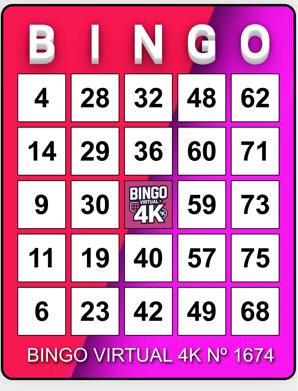 B I N G O
4 28 32 48 62
14 29 36 60 71
9 30 BINGO VIRTUAL 4K 59 73
11 19 40 57 75
6 23 42 49 68
BINGO VIRTUAL 4K Nº 1674